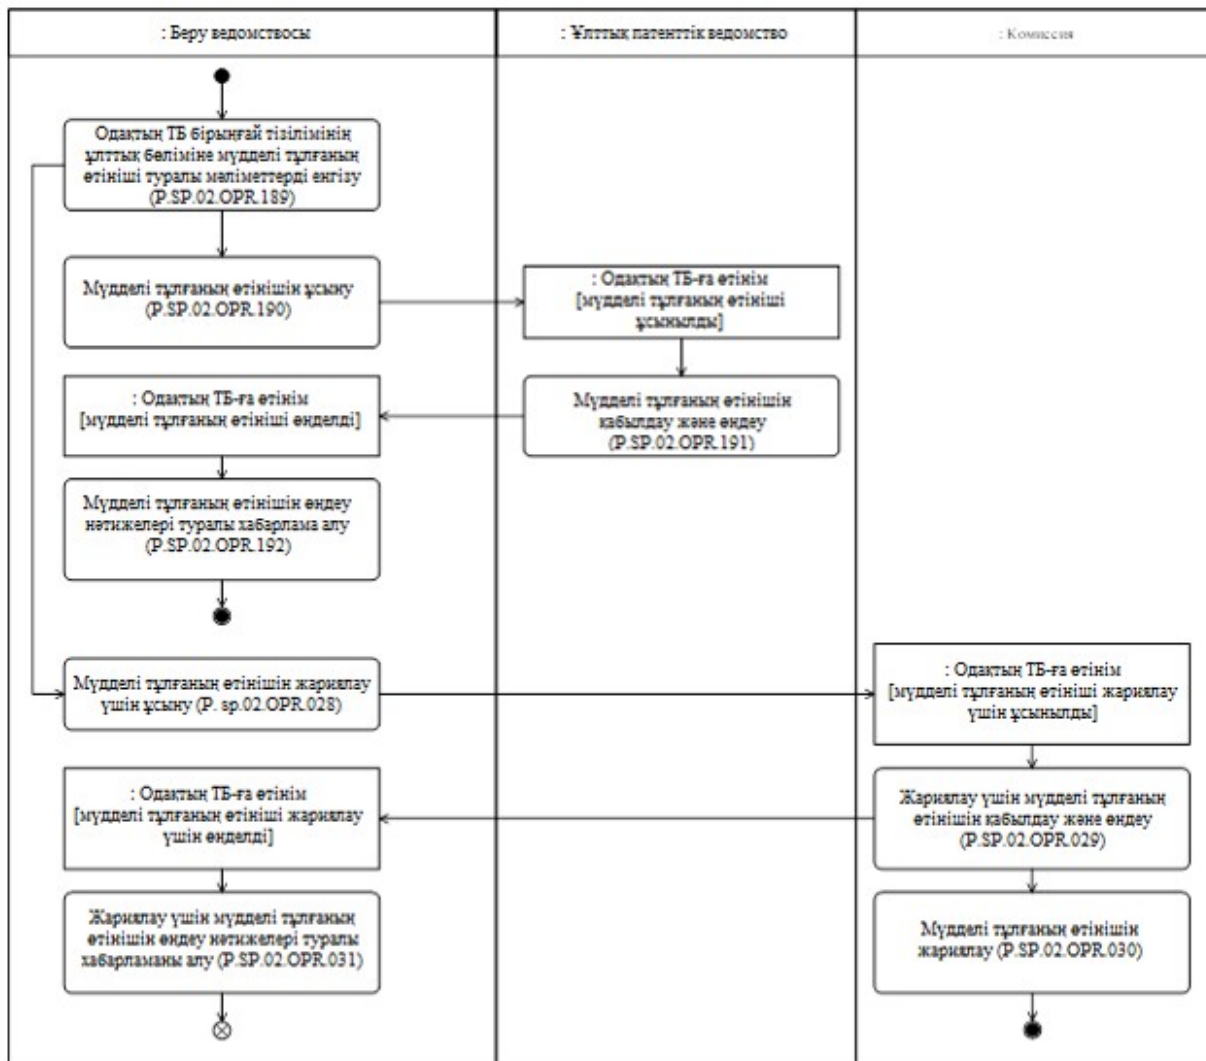 : Беру ведомствосы
: Ұлттық патенттік ведомство
: Комиссия
Одақтың ТБ бірыңғай тізілімінің
ұлттық бөліміне мүдделі тұлғаның
өтініші туралы мәліметтерді енгізу
(P.SP.02.OPR.189)
Мүдделі тұлғаның өтінішін ұсыну
(P.SP.02.OPR.190)
: Одақтың ТБ-ға өтінім
[мүдделі тұлғаның өтініші
ұсынылды]
: Одақтың ТБ-ға өтінім
[мүдделі тұлғаның өтініші өңделді]
Мүдделі тұлғаның өтінішін
қабылдау және өңдеу
(P.SP.02.OPR.191)
Мүдделі тұлғаның өтінішін өңдеу
нәтижелері туралы хабарлама алу
(P.SP.02.OPR.192)
Мүдделі тұлғаның өтінішін жариялау
үшін ұсыну (P. sp.02.OPR.028)
: Одақтың ТБ-ға өтінім
[мүдделі тұлғаның өтініші жариялау
үшін ұсынылды]
: Одақтың ТБ-ға өтінім
[мүдделі тұлғаның өтініші жариялау
үшін өңделді]
Жариялау үшін мүдделі тұлғаның
өтінішін қабылдау және өңдеу
(P.SP.02.OPR.029)
Жариялау үшін мүдделі тұлғаның
өтінішін өңдеу нәтижелері туралы
хабарламаны алу (P.SP.02.OPR.031)
Мүдделі тұлғаның өтінішін
жариялау (P.SP.02.OPR.030)